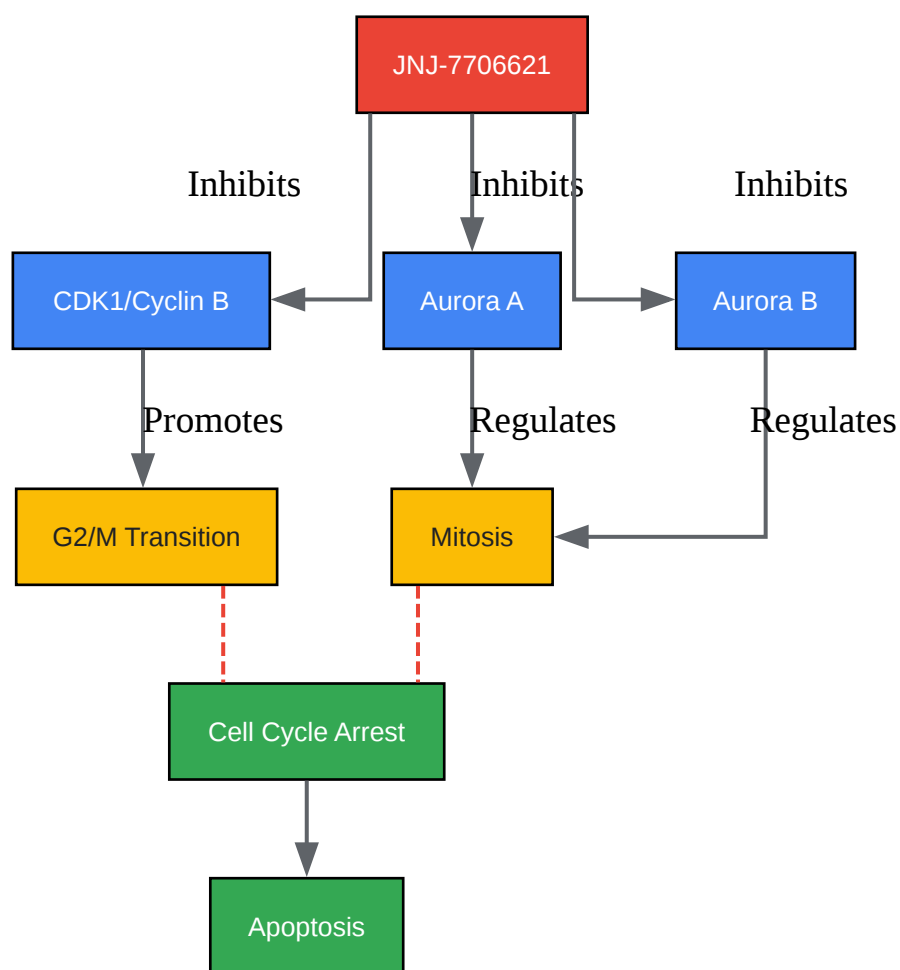 JNJ-7706621
Inhibits
Inhibits
Inhibits
CDK1/Cyclin B
Aurora A
Aurora B
Promotes
Regulates
Regulates
G2/M Transition
Mitosis
Cell Cycle Arrest
Apoptosis